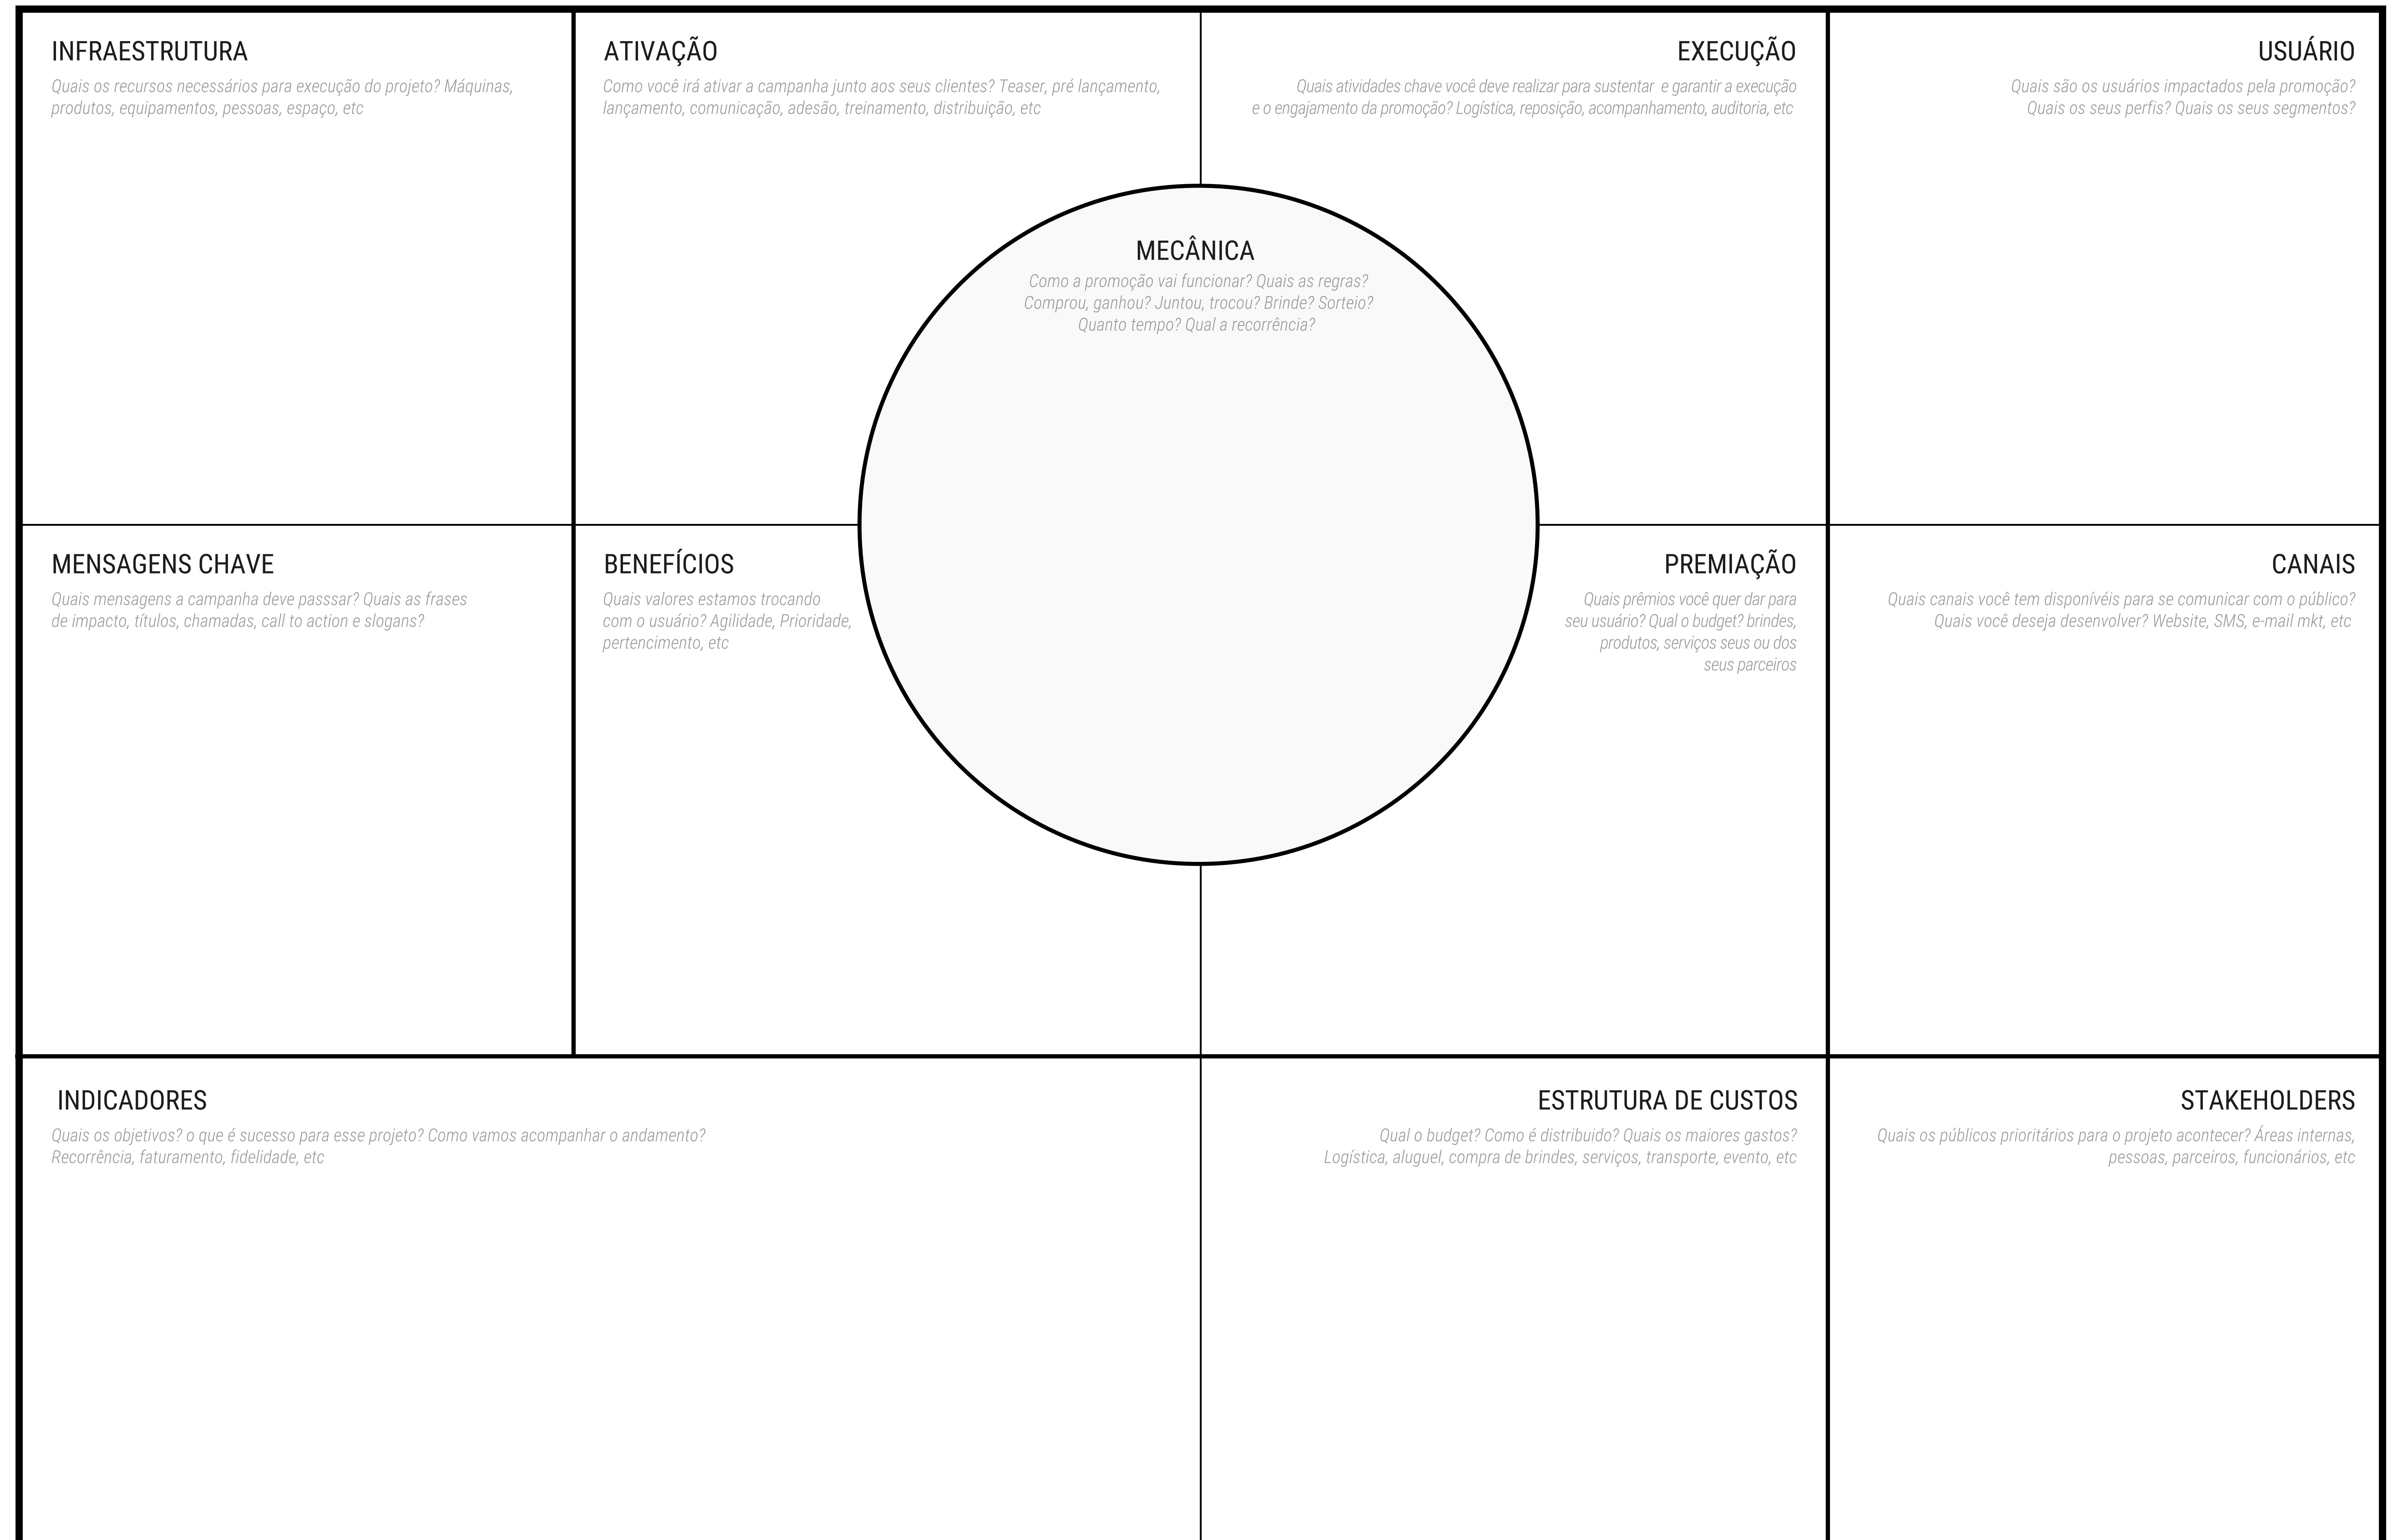 INFRAESTRUTURA
Quais os recursos necessários para execução do projeto? Máquinas,
produtos, equipamentos, pessoas, espaço, etc
ATIVAÇÃO
Como você irá ativar a campanha junto aos seus clientes? Teaser, pré lançamento,
lançamento, comunicação, adesão, treinamento, distribuição, etc
EXECUÇÃO
Quais atividades chave você deve realizar para sustentar  e garantir a execução
e o engajamento da promoção? Logística, reposição, acompanhamento, auditoria, etc
USUÁRIO
Quais são os usuários impactados pela promoção?
Quais os seus perfis? Quais os seus segmentos?
MECÂNICA
Como a promoção vai funcionar? Quais as regras?
Comprou, ganhou? Juntou, trocou? Brinde? Sorteio?
Quanto tempo? Qual a recorrência?
MENSAGENS CHAVE
Quais mensagens a campanha deve passsar? Quais as frases
de impacto, títulos, chamadas, call to action e slogans?
BENEFÍCIOS
Quais valores estamos trocando
com o usuário? Agilidade, Prioridade,
pertencimento, etc
PREMIAÇÃO
Quais prêmios você quer dar para
seu usuário? Qual o budget? brindes,
produtos, serviços seus ou dos
seus parceiros
CANAIS
Quais canais você tem disponívéis para se comunicar com o público?
Quais você deseja desenvolver? Website, SMS, e-mail mkt, etc
INDICADORES
Quais os objetivos? o que é sucesso para esse projeto? Como vamos acompanhar o andamento?
Recorrência, faturamento, fidelidade, etc
ESTRUTURA DE CUSTOS
Qual o budget? Como é distribuido? Quais os maiores gastos?
Logística, aluguel, compra de brindes, serviços, transporte, evento, etc
STAKEHOLDERS
Quais os públicos prioritários para o projeto acontecer? Áreas internas,
pessoas, parceiros, funcionários, etc